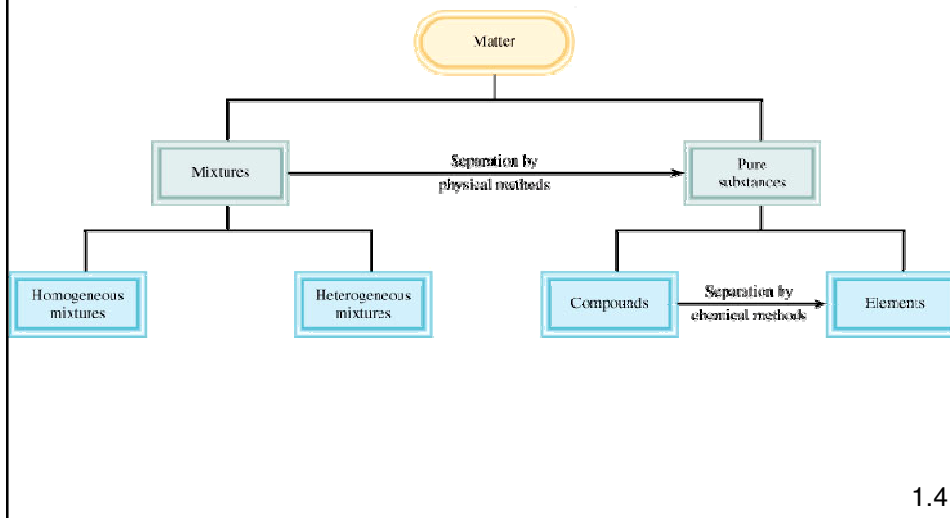 Matter
Mixtures
Separation by
physical methods
Pure
substances
Homogeneous
mixtures
Heterogeneous
mixtures
Compounds
Separation by
chemical methods
Elements
1.4